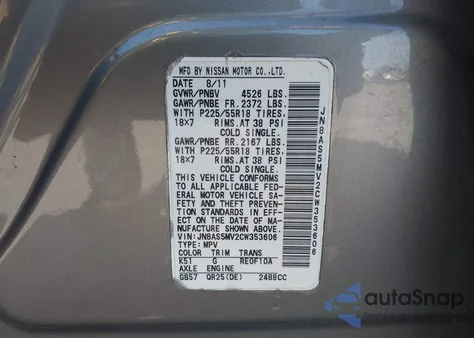 MFD BY NISSAN MOTOR CO.,LTD.
DATE 8/11
GVWR/PNBV 4526 LBS.
GAWR/PNBE FR. 2372 LBS.
WITH P225/55R18 TIRES,
18X7 RIMS.AT 38 PSI
COLD SINGLE.
GAWR/PNBE RR. 2167 LBS.
WITH P225/55R18 TIRES,
18X7 RIMS.AT 38 PSI
COLD SINGLE.
THIS VEHICLE CONFORMS
TO ALL APPLICABLE FED-
ERAL MOTOR VEHICLE SA-
FETY AND THEFT PREVEN-
TION STANDARDS IN EFF-
ECT ON THE DATE OF MA-
NUFACTURE SHOWN ABOVE.
VIN:JN8AS5MV2CW353606
TYPE: MPV
COLOR TRIM TRANS
K51 G RE0F10A
AXLE ENGINE
GB57 QR25(DE) 2488CC
JN8AS5MV2CW353606
autoSnap